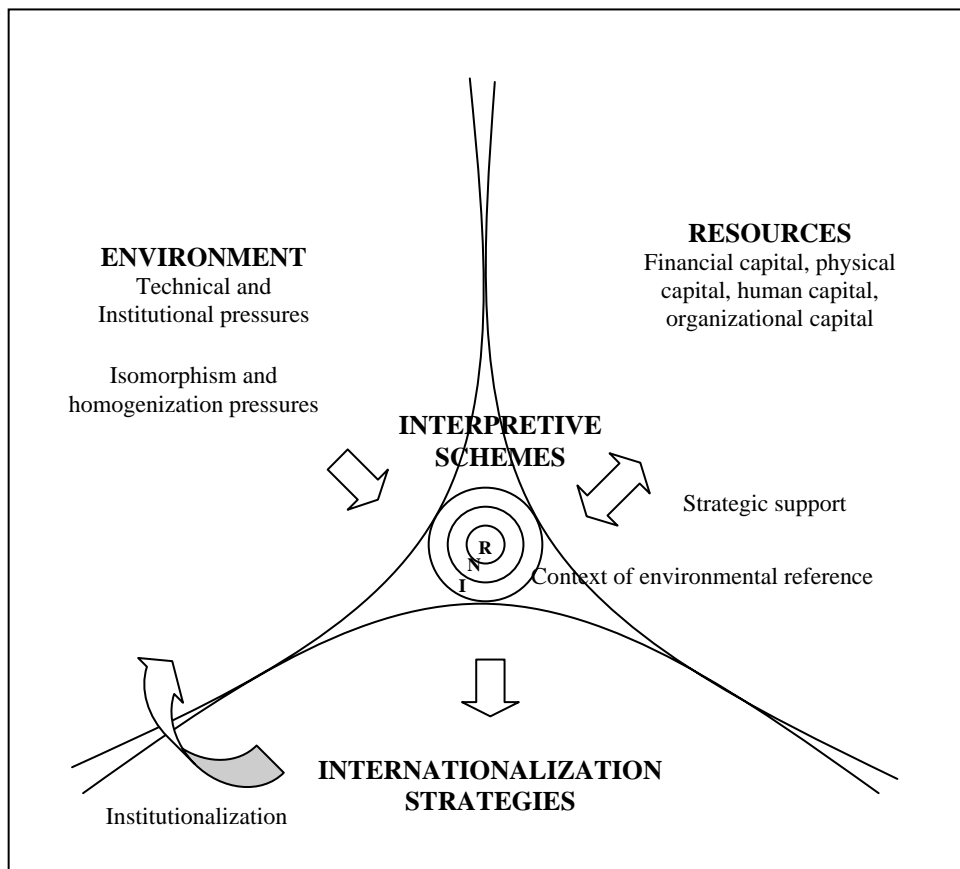 ENVIRONMENT
Technical and
Institutional pressures
Isomorphism and
homogenization pressures
RESOURCES
Financial capital, physical
capital, human capital,
organizational capital
INTERPRETIVE
SCHEMES
Strategic support
R
N
I
Context of environmental reference
INTERNATIONALIZATION
STRATEGIES
Institutionalization